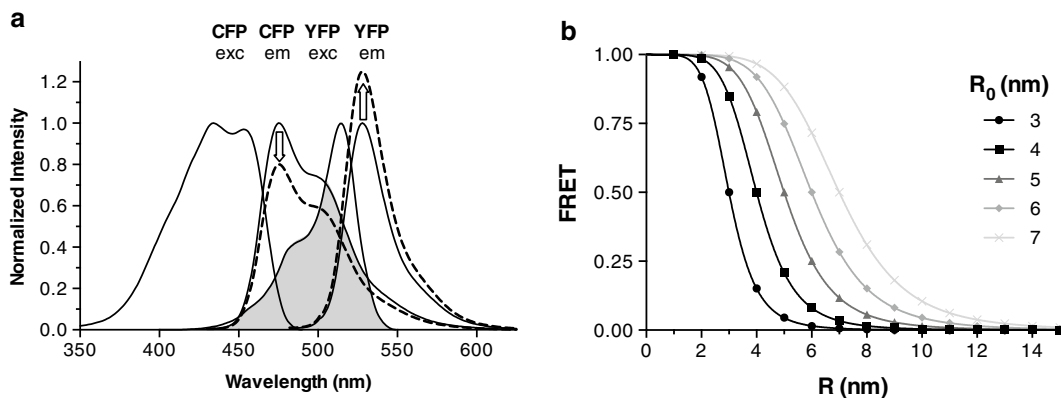 a
CFP CFP YFP YFP
exc em exc em
Normalized Intensity
1.2
1.0
0.8
0.6
0.4
0.2
0.0
350 400 450 500 550 600
Wavelength (nm)
b
FRET
1.00
0.75
0.50
0.25
0.00
0 2 4 6 8 10 12 14
R (nm)
R0 (nm)
3
4
5
6
7